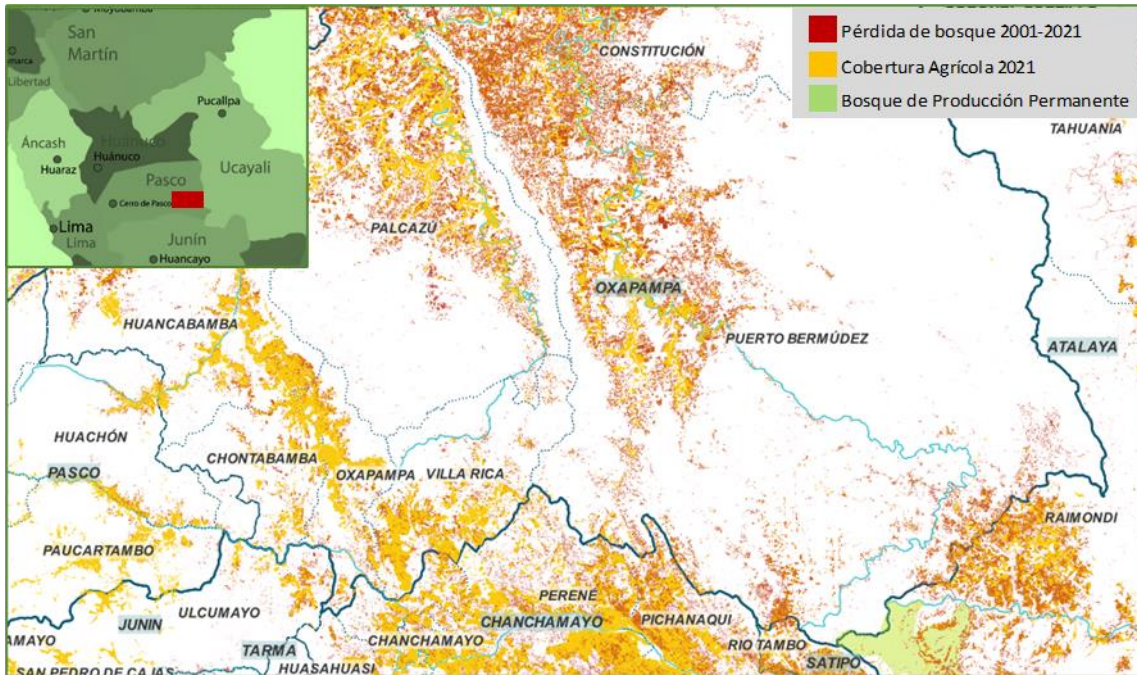 San
Martín
Libertad
Pucallpa
Áncash
Huánuco
Huaraz
Huánuco
Ucayali
Pasco
Cerro de Pasco
Lima
Lima
Junín
Huancayo
Pérdida de bosque 2001-2021
Cobertura Agrícola 2021
Bosque de Producción Permanente
CONSTITUCIÓN
TAHUANIA
PALCAZÚ
OXAPAMPA
HUANCABAMBA
PUERTO BERMÚDEZ
ATALAYA
HUACHÓN
PASCO
CHONTABAMBA
OXAPAMPA
VILLA RICA
RAIMONDI
PAUCARTAMBO
ULCUMAYO
JUNIN
PERENÉ
CHANCHAMAYO
PICHANAQUI
CHANCHAMAYO
RIO TAMBO
TARMA
HUASAHUASI
SATIPO
SAN PEDRO DE CAJAS